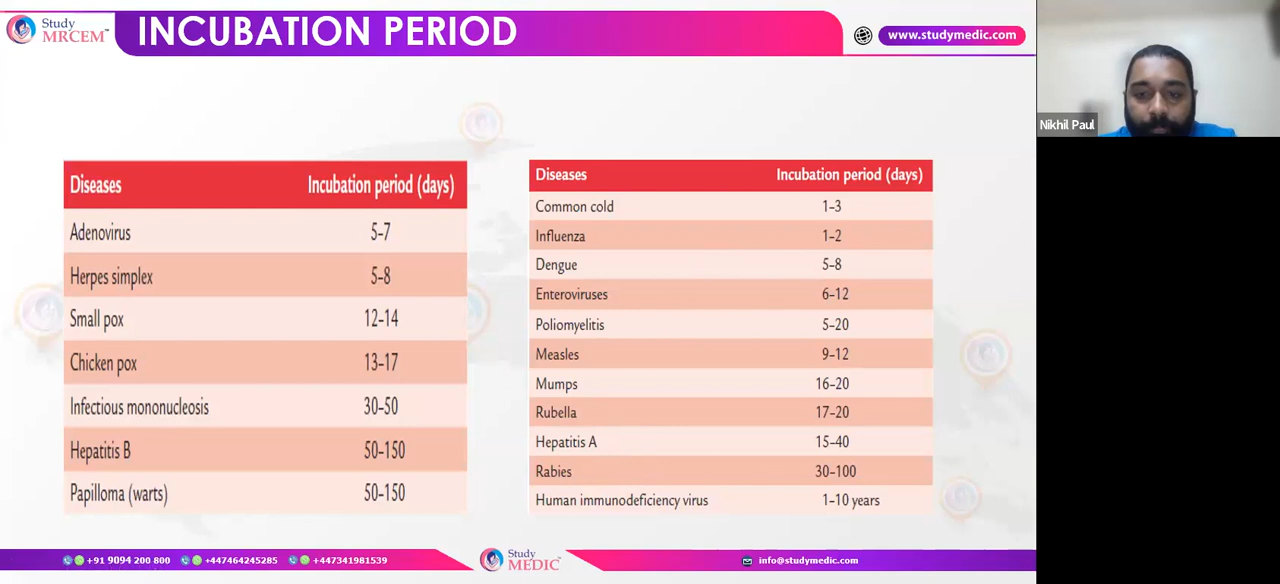 Study
MRCEM™
INCUBATION PERIOD
www.studymedic.com
Nikhil Paul
Diseases Incubation period (days)
Adenovirus 5-7
Herpes simplex 5-8
Small pox 12-14
Chicken pox 13-17
Infectious mononucleosis 30-50
Hepatitis B 50-150
Papilloma (warts) 50-150
Diseases Incubation period (days)
Common cold 1-3
Influenza 1-2
Dengue 5-8
Enteroviruses 6-12
Poliomyelitis 5-20
Measles 9-12
Mumps 16-20
Rubella 17-20
Hepatitis A 15-40
Rabies 30-100
Human immunodeficiency virus 1-10 years
+91 9094 200 800 +447464245285 +447341981539
Study
MEDIC™
info@studymedic.com